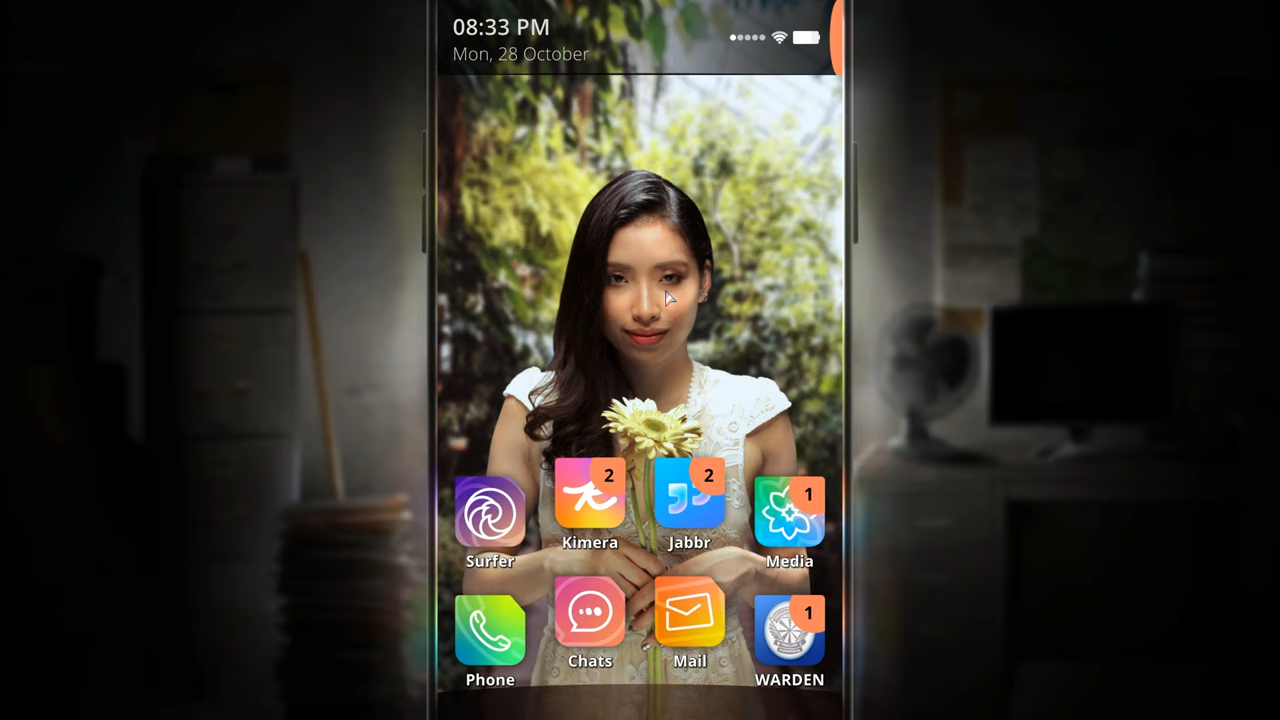 08:33 PM
Mon, 28 October
2
2
1
Kimera
Jabbr
Surfer
Media
1
Chats
Mail
Phone
WARDEN